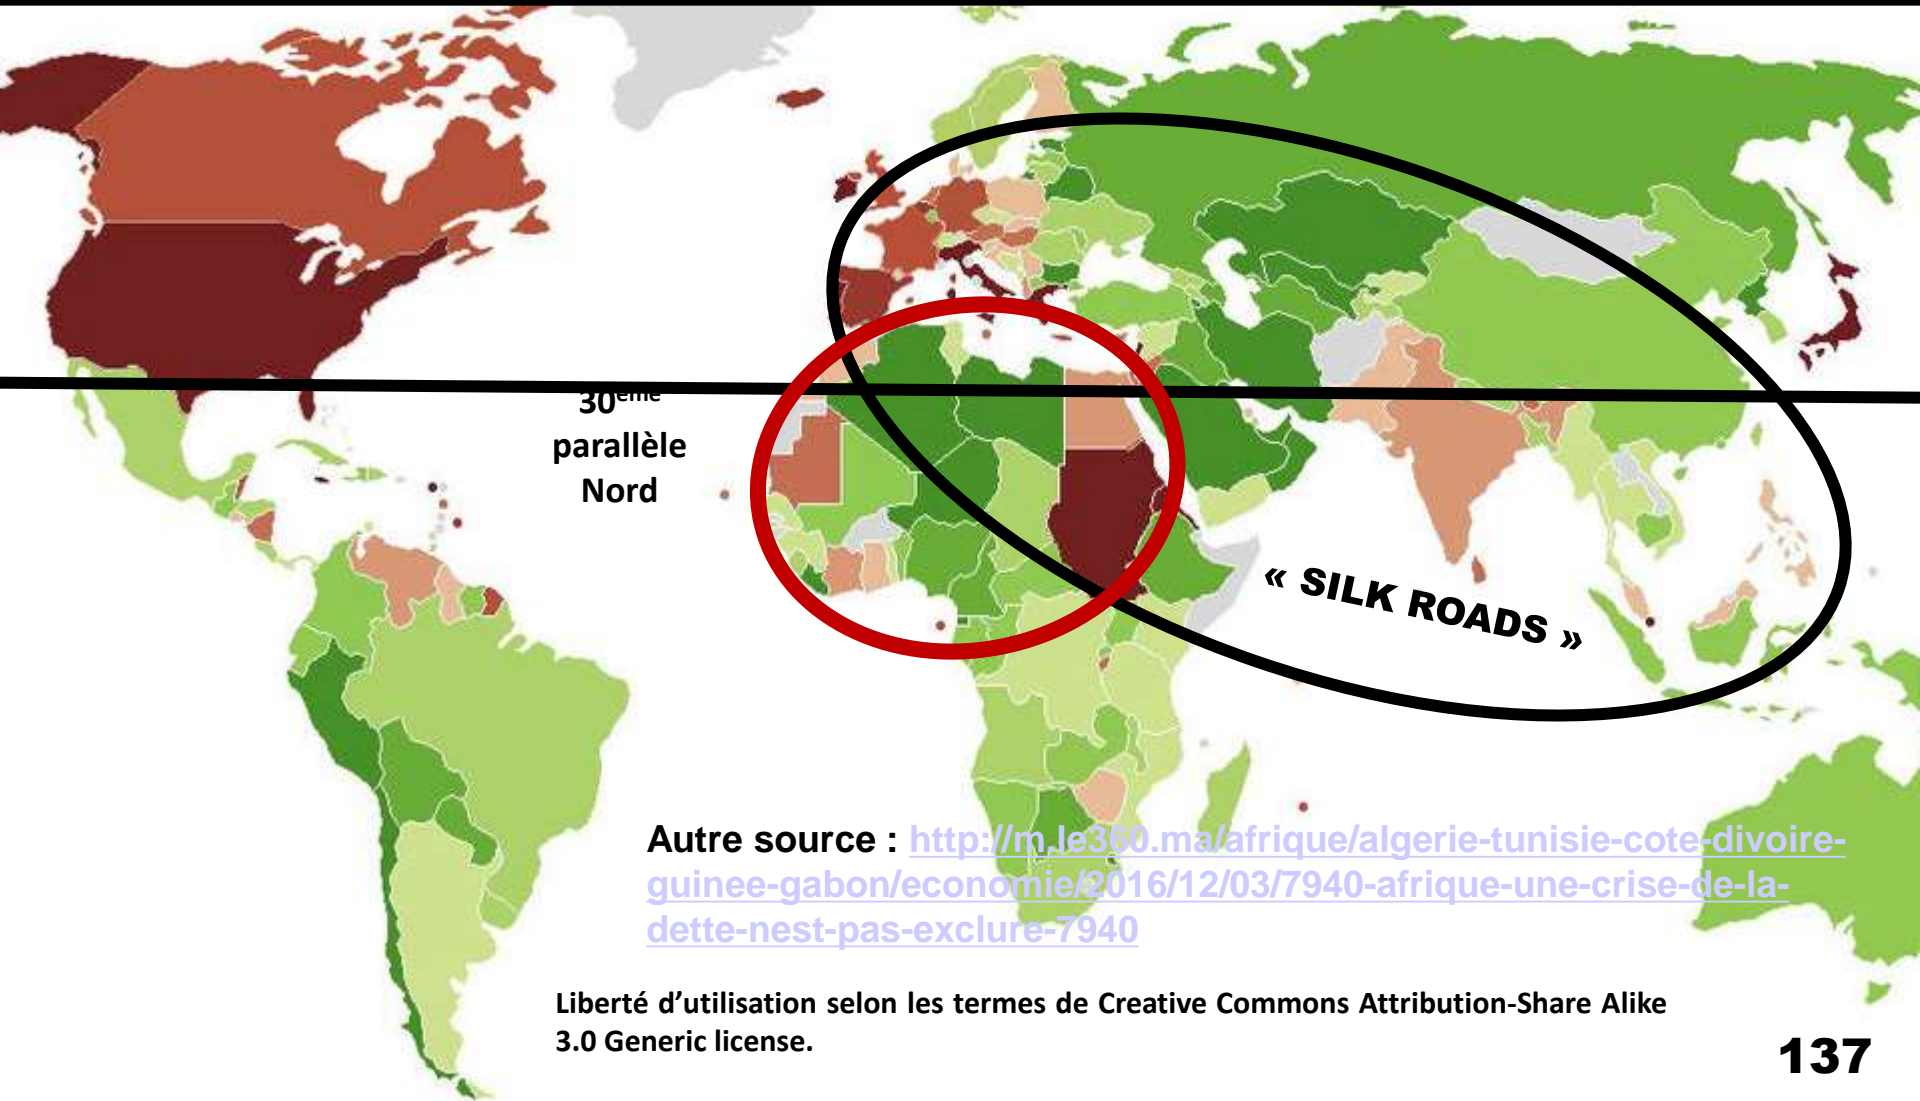 30ème
parallèle
Nord
« SILK ROADS »
Autre source : http://m.le360.ma/afrique/algerie-tunisie-cote-divoire-
guinee-gabon/economie/2016/12/03/7940-afrique-une-crise-de-la-
dette-nest-pas-exclure-7940
Liberté d’utilisation selon les termes de Creative Commons Attribution-Share Alike
3.0 Generic license.
137